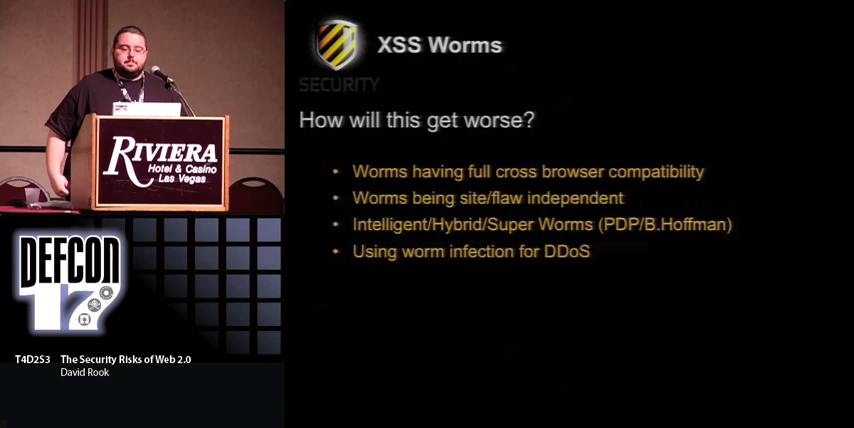 XSS Worms
SECURITY
How will this get worse?
• Worms having full cross browser compatibility
• Worms being site/flaw independent
• Intelligent/Hybrid/Super Worms (PDP/B.Hoffman)
• Using worm infection for DDoS
RIVIERA
Hotel & Casino
Las Vegas
DEFCON
17
T4D2S3 The Security Risks of Web 2.0
David Rook